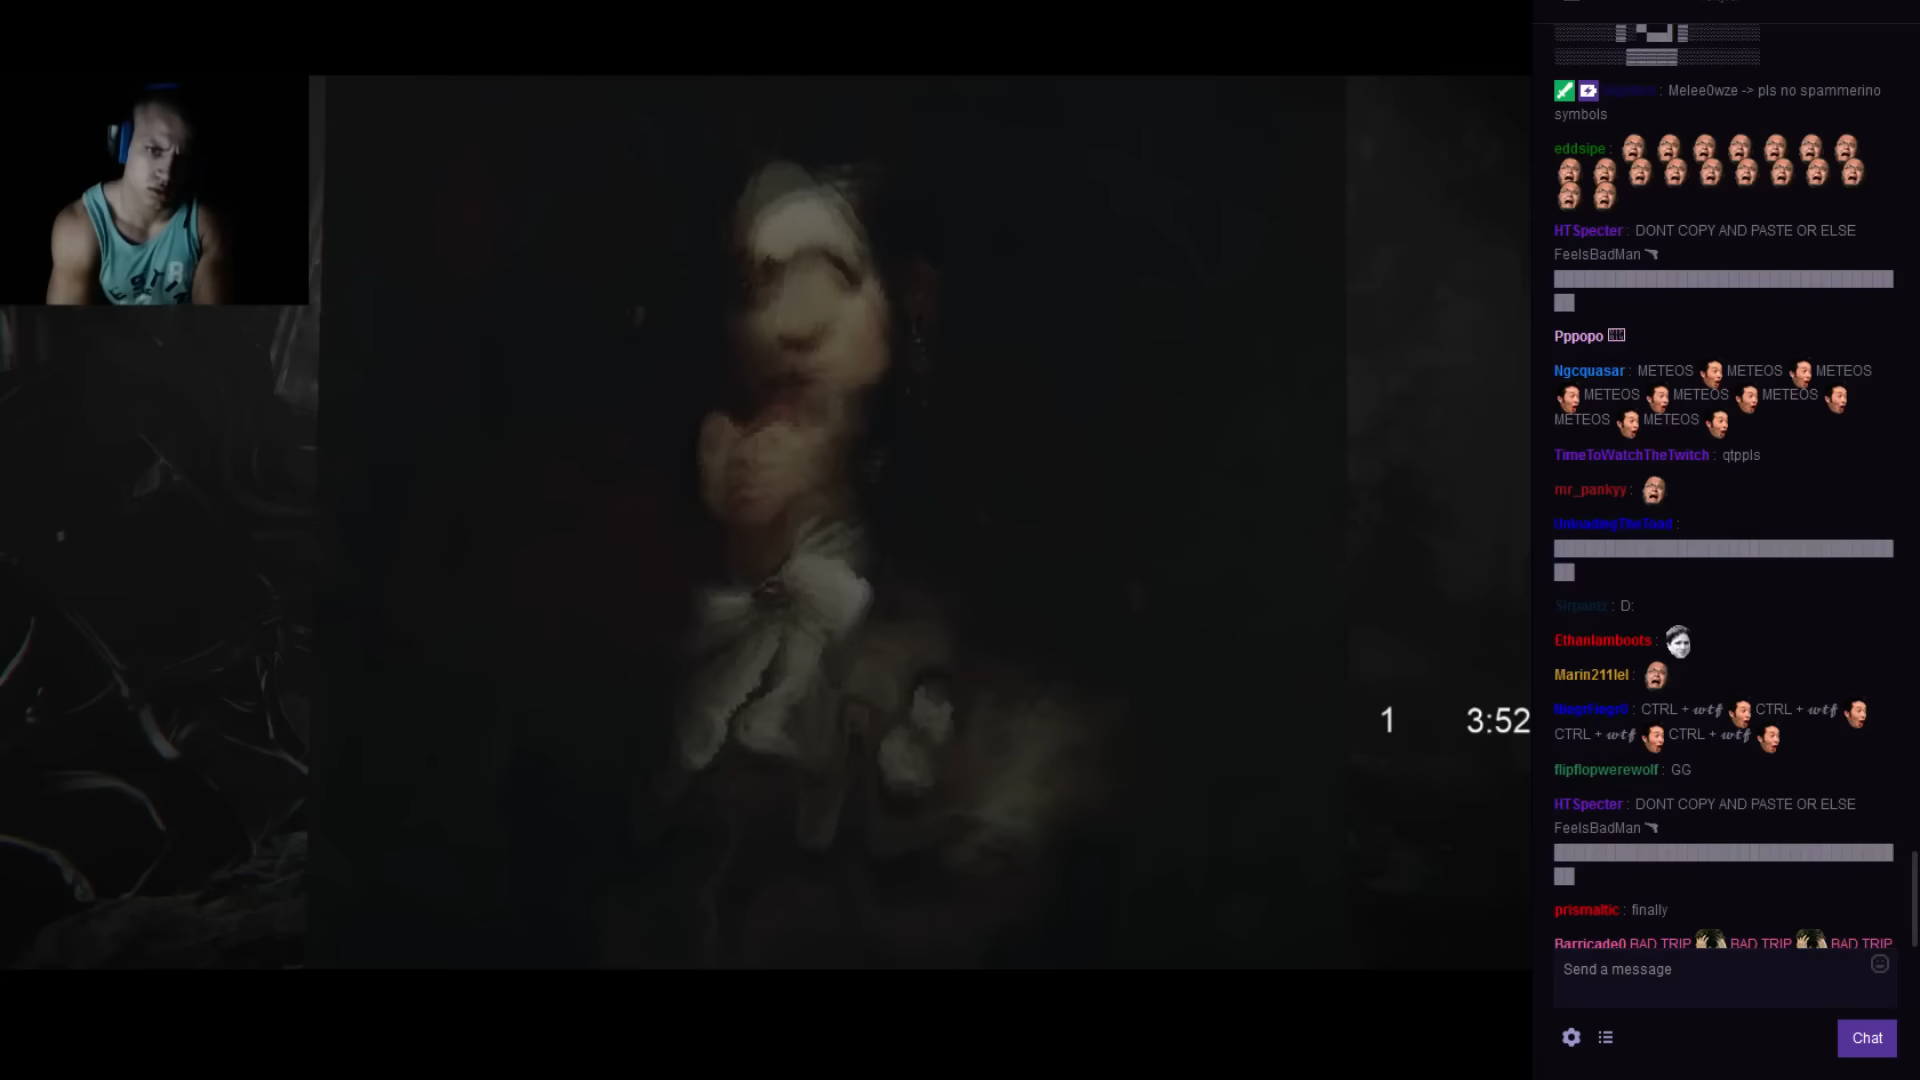 : Melee0wze -> pls no spammerino
symbols
eddsipe :
HTSpecter : DONT COPY AND PASTE OR ELSE
FeelsBadMan
Pppopo
Ngcquasar : METEOS METEOS METEOS
METEOS METEOS METEOS
METEOS METEOS
TimeToWatchTheTwitch : qtppls
mr_pankyy :
UnloadingTheToad :
: D:
Ethanlamboots :
Marin211lel :
1 3:52
: CTRL + 𝔀𝓽𝓯 CTRL + 𝔀𝓽𝓯
CTRL + 𝔀𝓽𝓯 CTRL + 𝔀𝓽𝓯
flipflopwerewolf : GG
HTSpecter : DONT COPY AND PASTE OR ELSE
FeelsBadMan
prismaltic : finally
Barricade0 BAD TRIP BAD TRIP BAD TRIP
Send a message
Chat